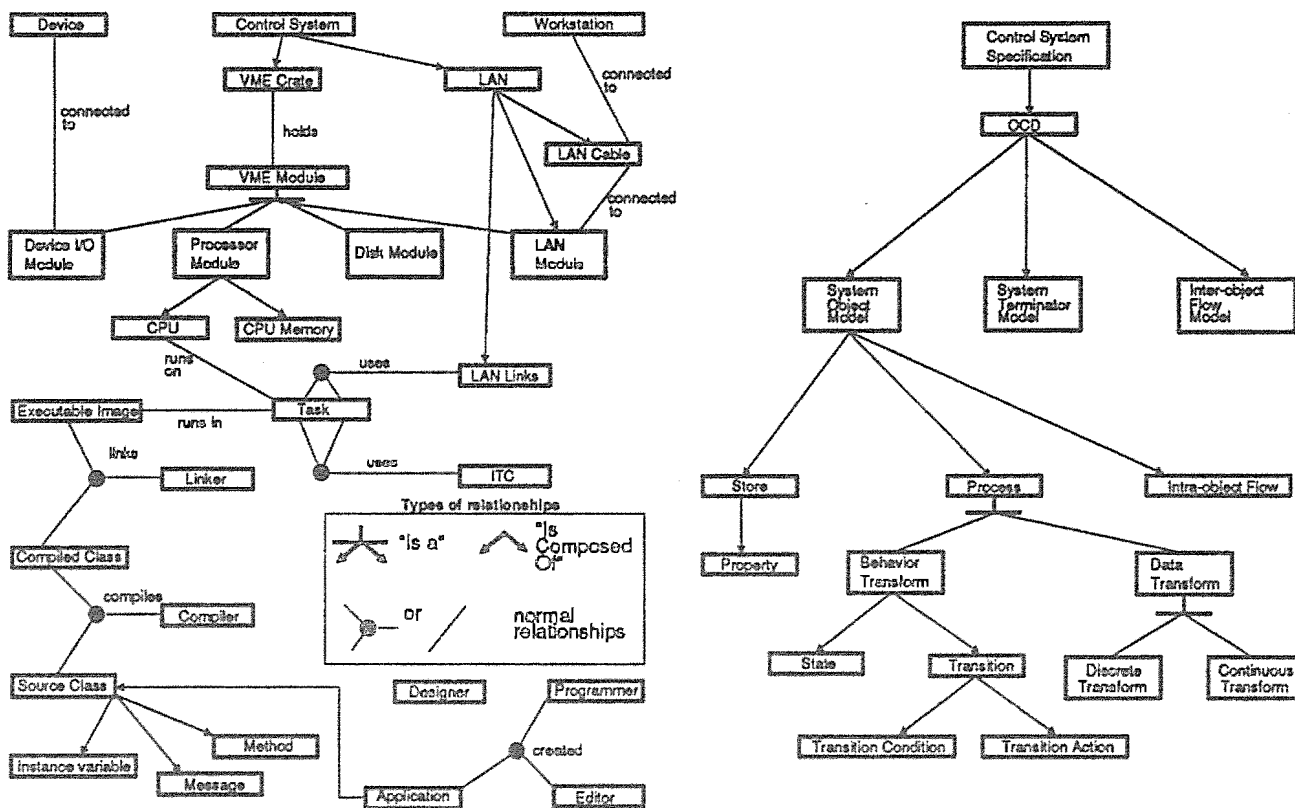 Device
Control System
Workstation
VME Crate
LAN
connected
to
connected
to
holds
LAN Cable
VME Module
connected
to
Device I/O
Module
Processor
Module
Disk Module
LAN
Module
CPU
CPU Memory
runs
on
uses
LAN Links
Executable Image
runs in
Task
links
Linker
uses
ITC
Types of relationships
"is a"
"Is
Composed
Of"
or
normal
relationships
Compiled Class
compiles
Compiler
Source Class
Designer
Programmer
Method
created
Instance variable
Message
Application
Editor
Control System
Specification
OCD
System
Object
Model
System
Terminator
Model
Inter-object
Flow
Model
Store
Process
Intra-object Flow
Property
Behavior
Transform
Data
Transform
State
Transition
Discrete
Transform
Continuous
Transform
Transition Condition
Transition Action